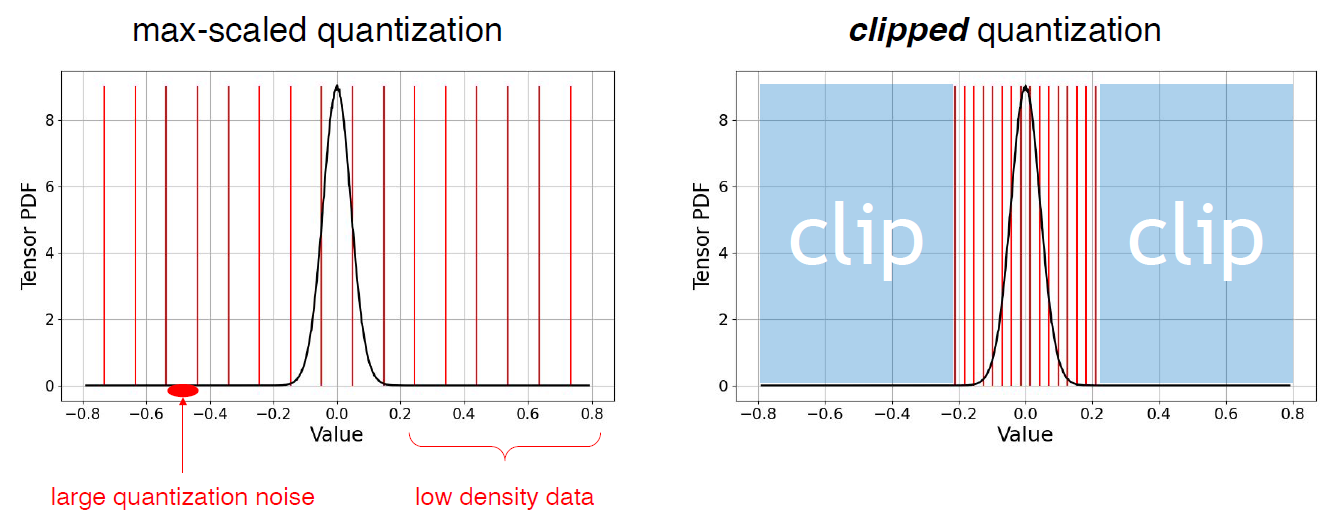 max-scaled quantization
clipped quantization
Tensor PDF
8
6
4
2
0
−0.8 −0.6 −0.4 −0.2 0.0 0.2 0.4 0.6 0.8
Value
large quantization noise
low density data
Tensor PDF
8
6
4
2
0
clip
clip
−0.8 −0.6 −0.4 −0.2 0.0 0.2 0.4 0.6 0.8
Value